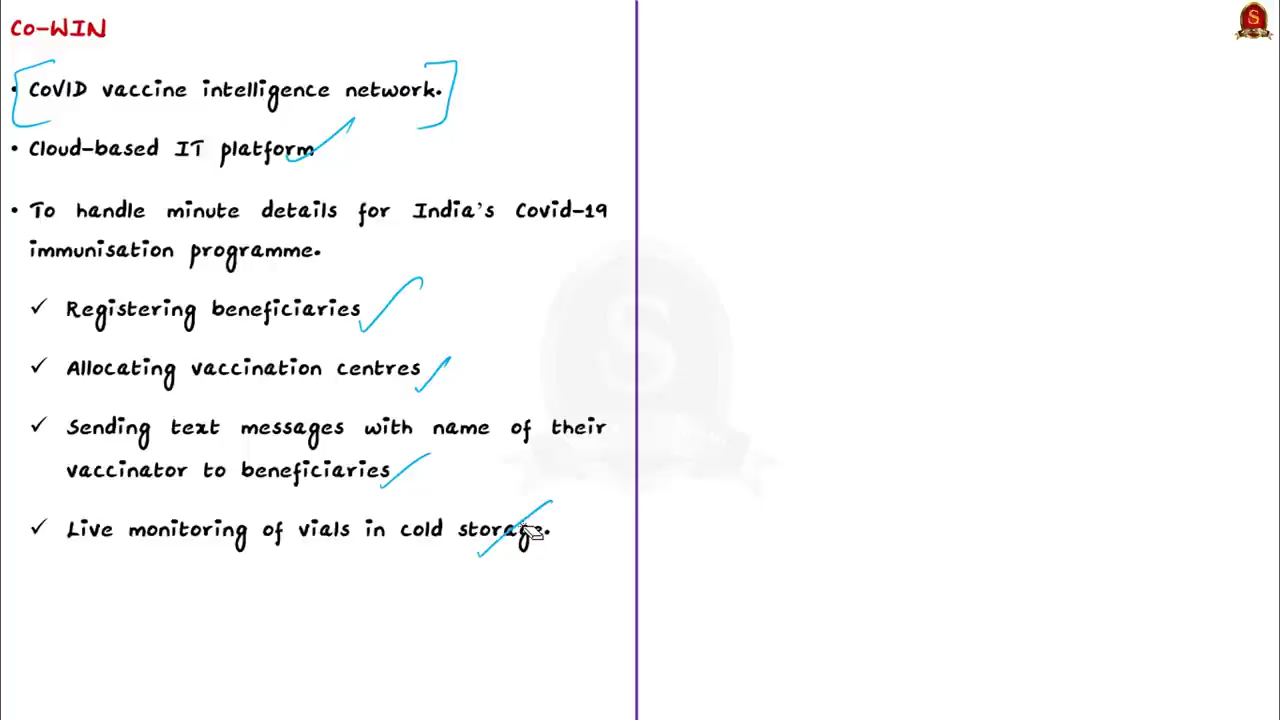 Co-WIN
• CoVID vaccine intelligence network.
• Cloud-based IT platform
• To handle minute details for India's Covid-19
immunisation programme.
✓ Registering beneficiaries
✓ Allocating vaccination centres
✓ Sending text messages with name of their
vaccinator to beneficiaries
✓ Live monitoring of vials in cold storage.
S